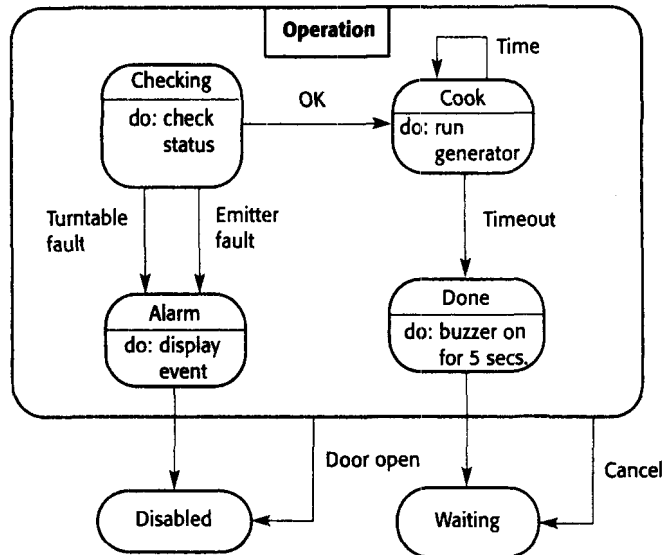 Operation
Time
Checking
do: check
status
OK
Cook
do: run
generator
Turntable
fault
Emitter
fault
Timeout
Alarm
do: display
event
Done
do: buzzer on
for 5 secs.
Door open
Cancel
Disabled
Waiting